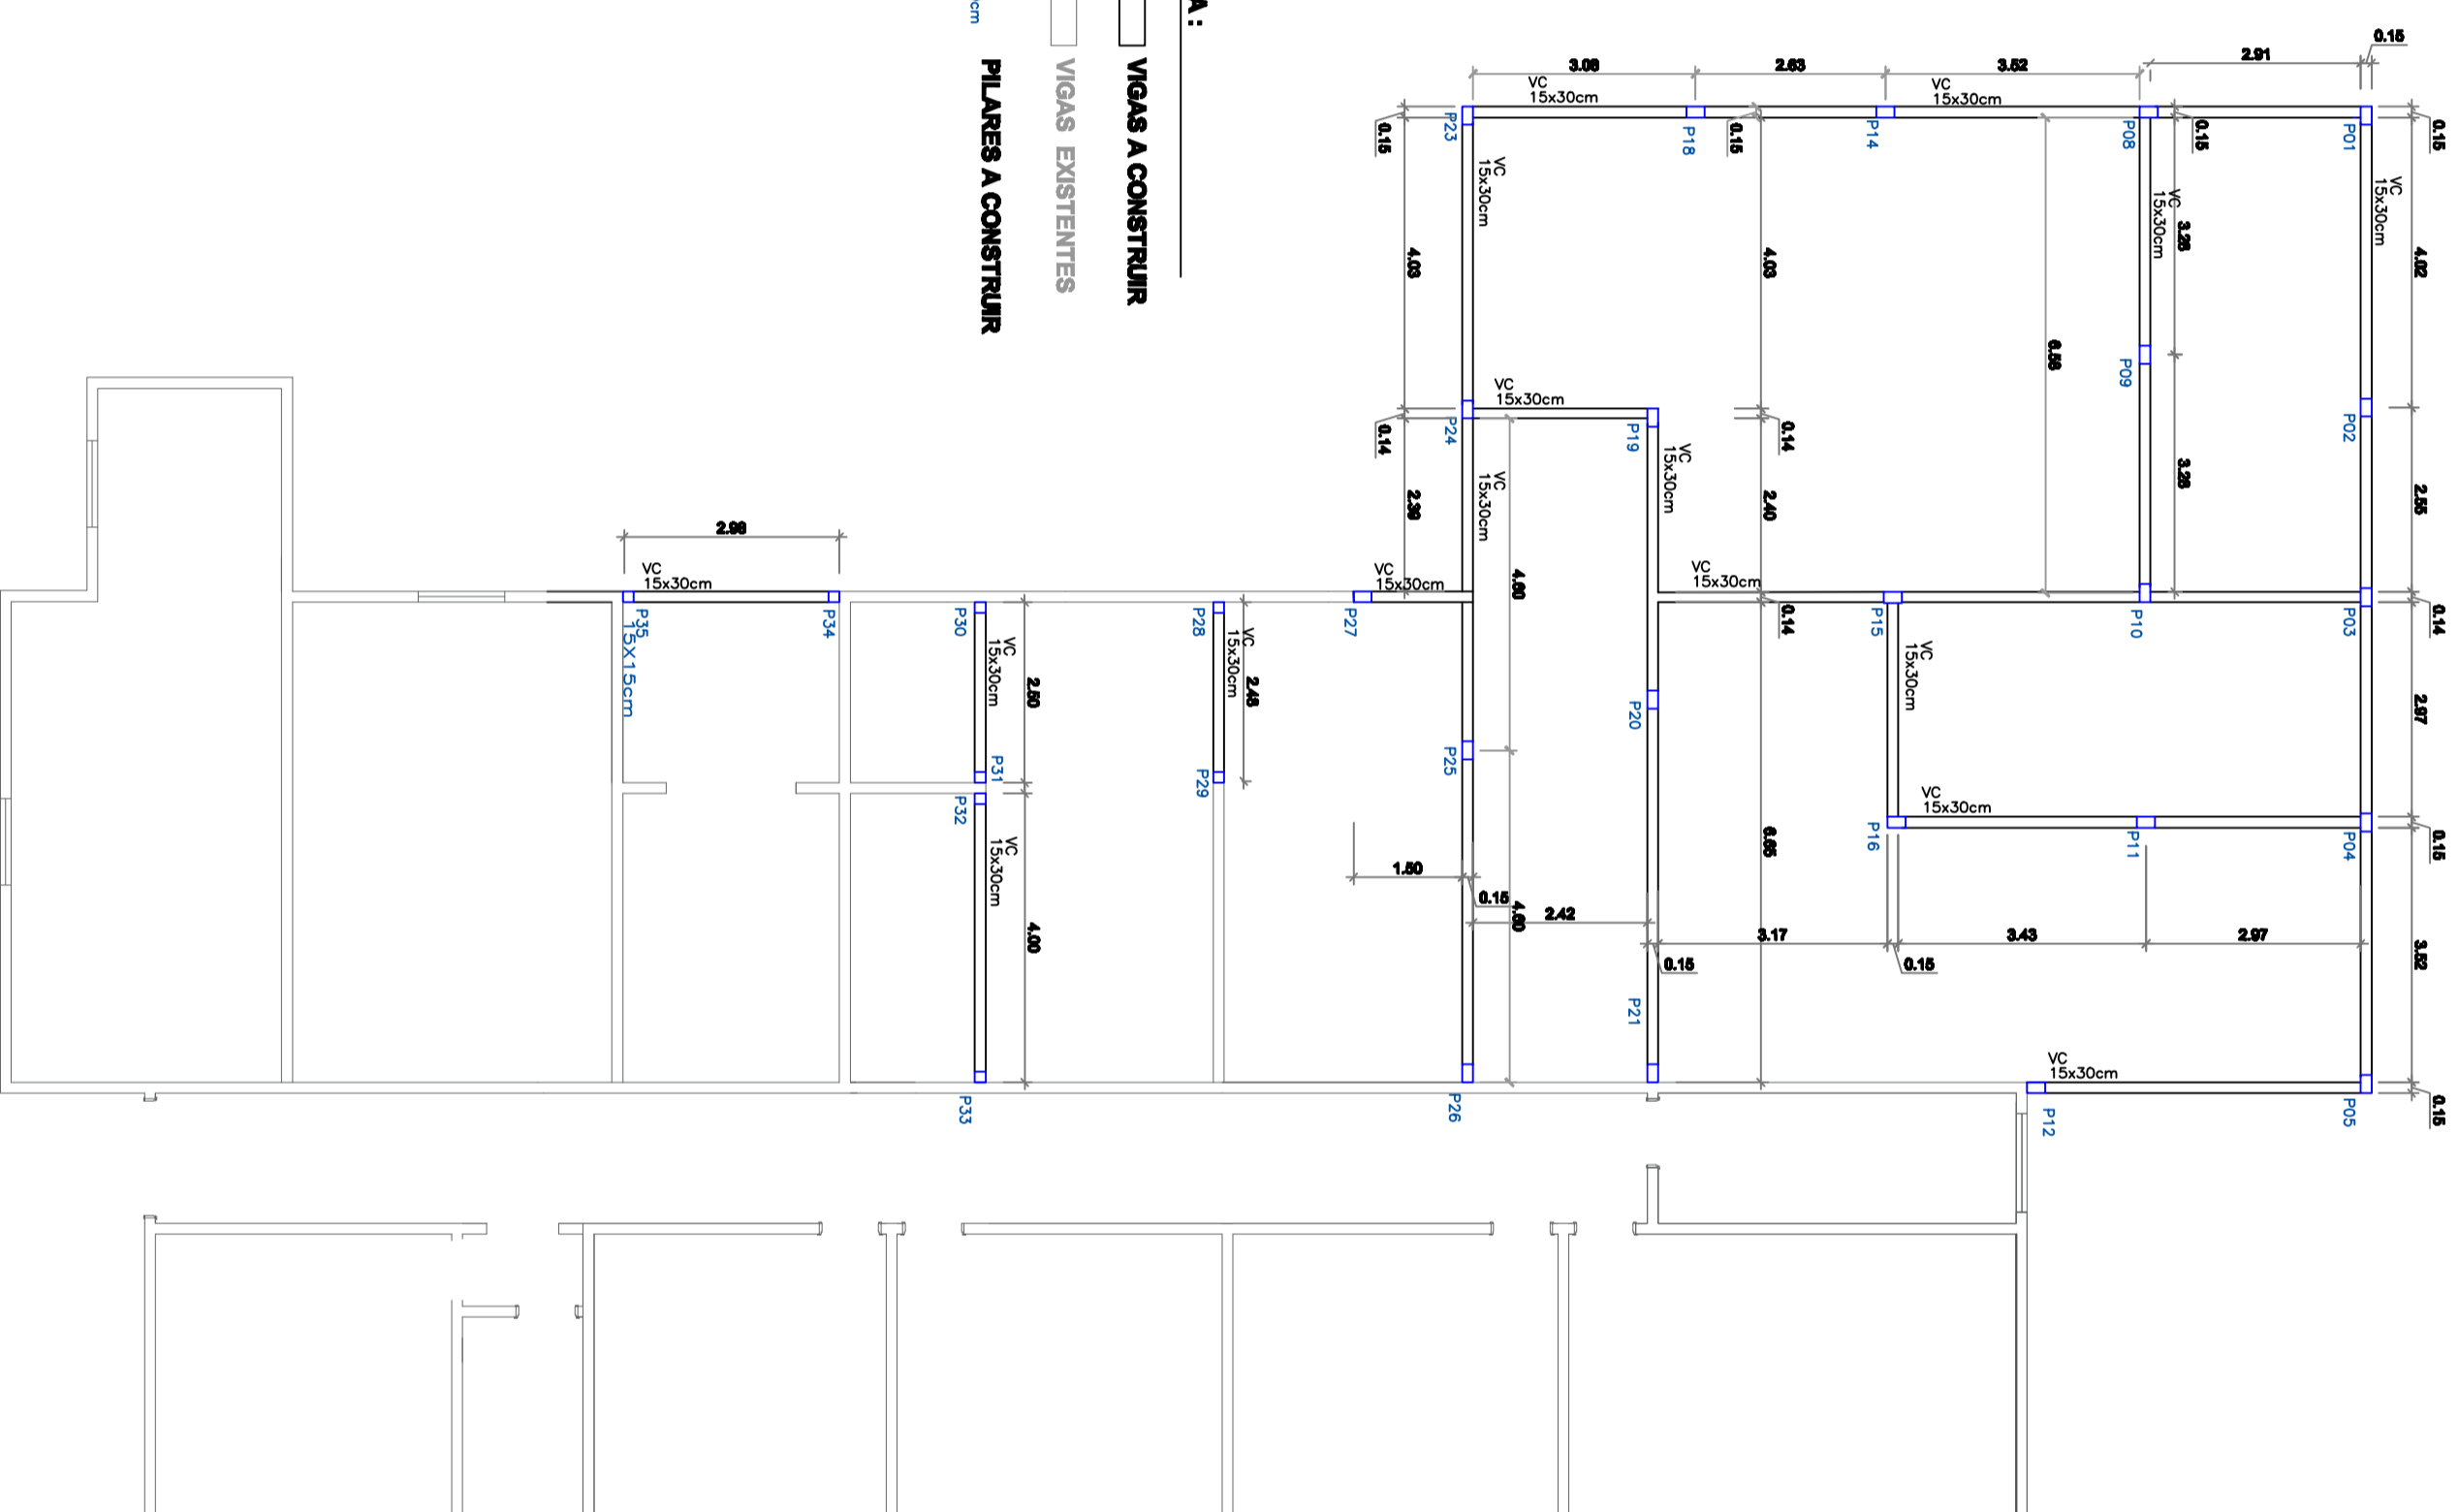 A :
VIGAS A CONSTRUIR
VIGAS EXISTENTES
PILARES A CONSTRUIR
cm
0.15
2.91
3.52
2.63
3.08
VC
15x30cm
VC
15x30cm
P23
P18
P14
P08
P01
0.15
0.15
0.15
0.15
VC
15x30cm
VC
15x30cm
VC
15x30cm
4.03
4.03
3.28
4.02
6.58
P09
3.28
VC
15x30cm
P24
P19
P02
0.14
0.14
VC
15x30cm
VC
15x30cm
2.39
2.40
2.55
2.98
VC
15x30cm
VC
15x30cm
VC
15x30cm
4.60
P35
15X15cm
P34
P30
P28
P27
P15
P10
P03
0.14
0.14
VC
15x30cm
VC
15x30cm
VC
15x30cm
2.50
2.48
2.97
P31
P29
P25
P20
VC
15x30cm
P32
P16
P11
P04
0.15
VC
15x30cm
6.65
1.50
0.15
4.60
2.42
4.00
3.17
3.43
2.97
3.52
0.15
0.15
P21
VC
15x30cm
P33
P26
P12
P05
0.15